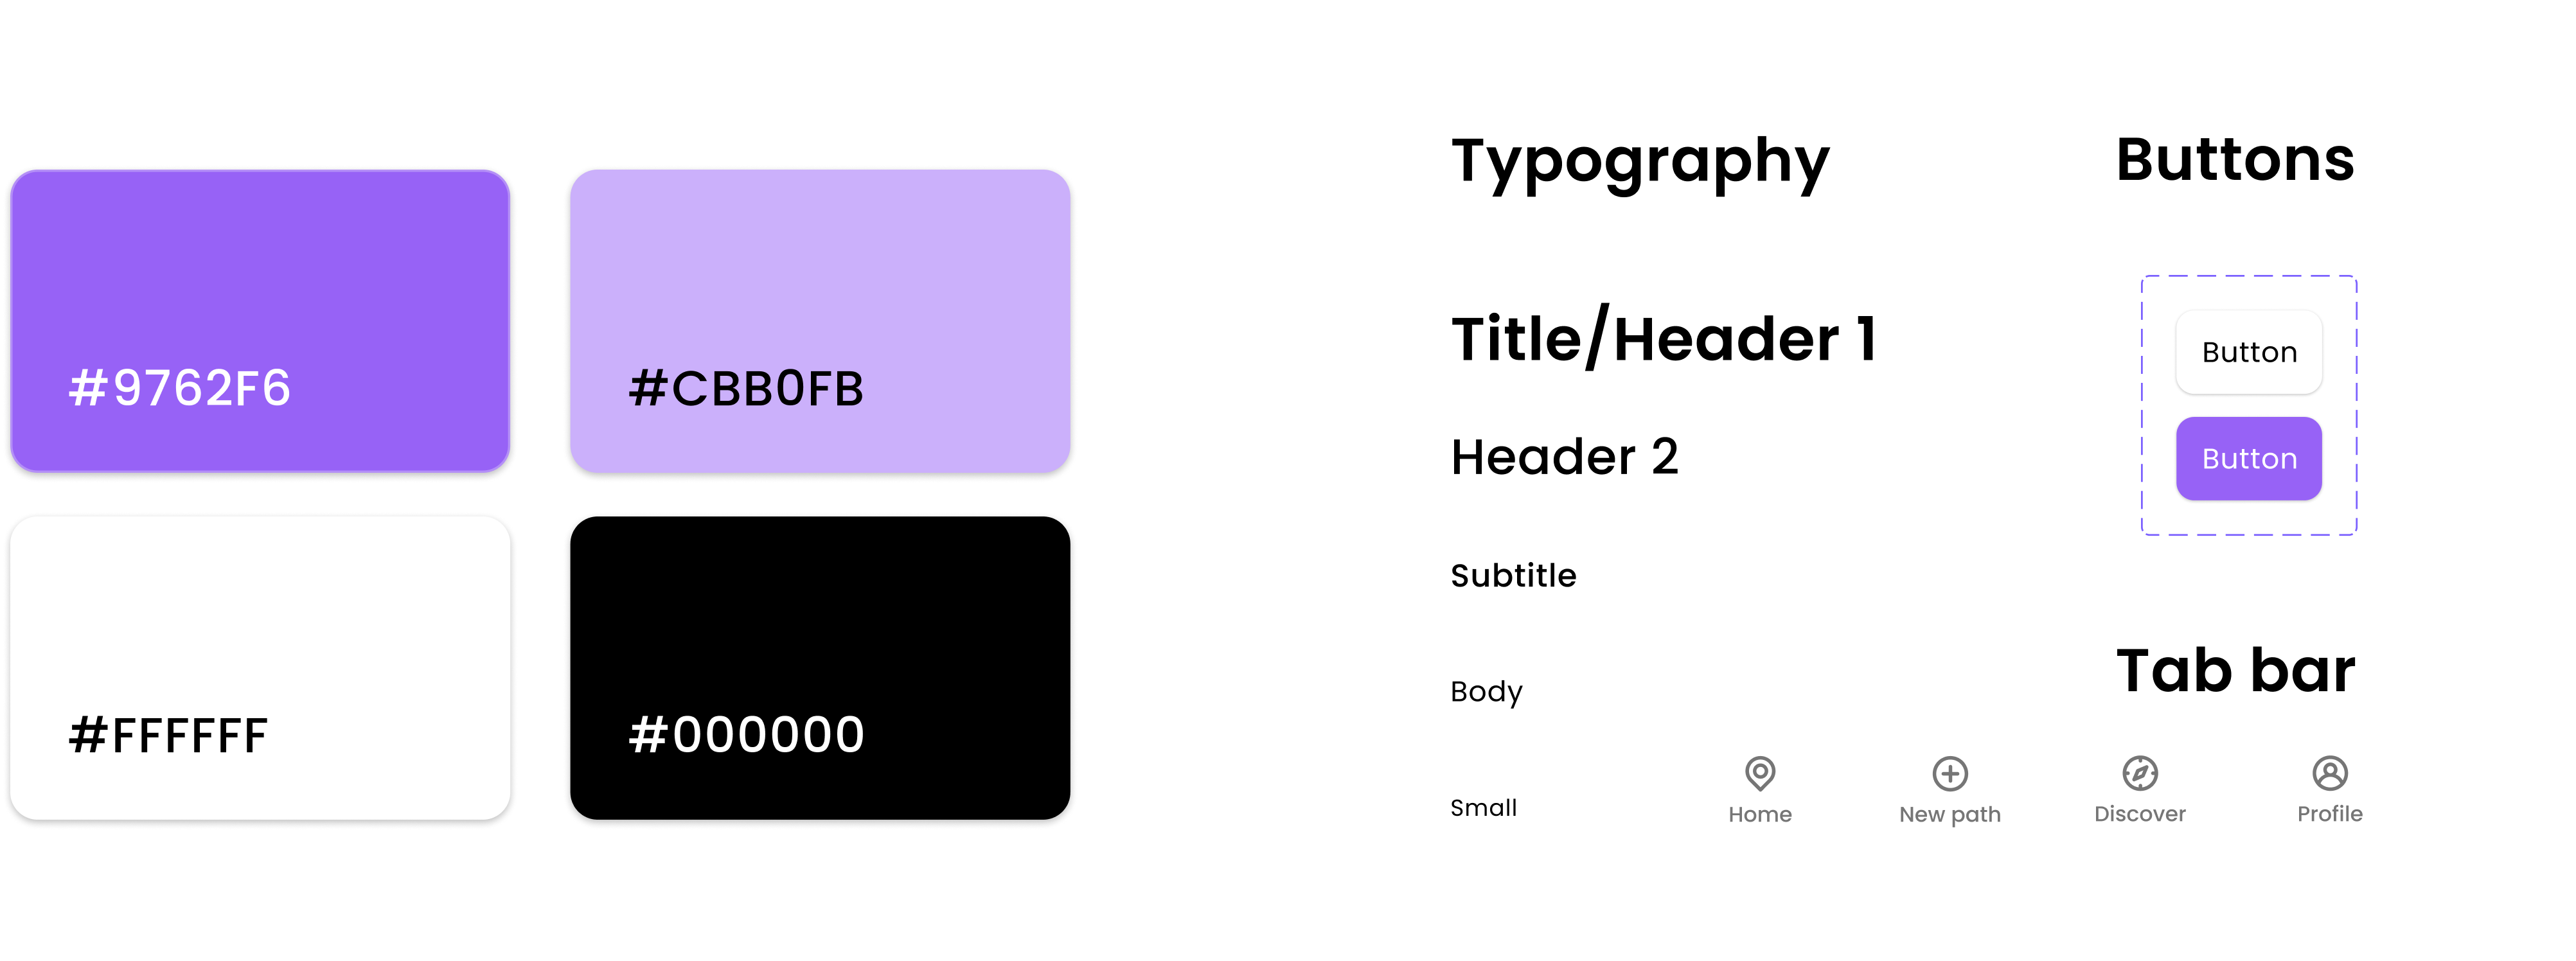 #9762F6
#CBB0FB
#FFFFFF
#000000
Typography
Title/Header 1
Header 2
Subtitle
Body
Small
Buttons
Button
Button
Tab bar
Home
New path
Discover
Profile